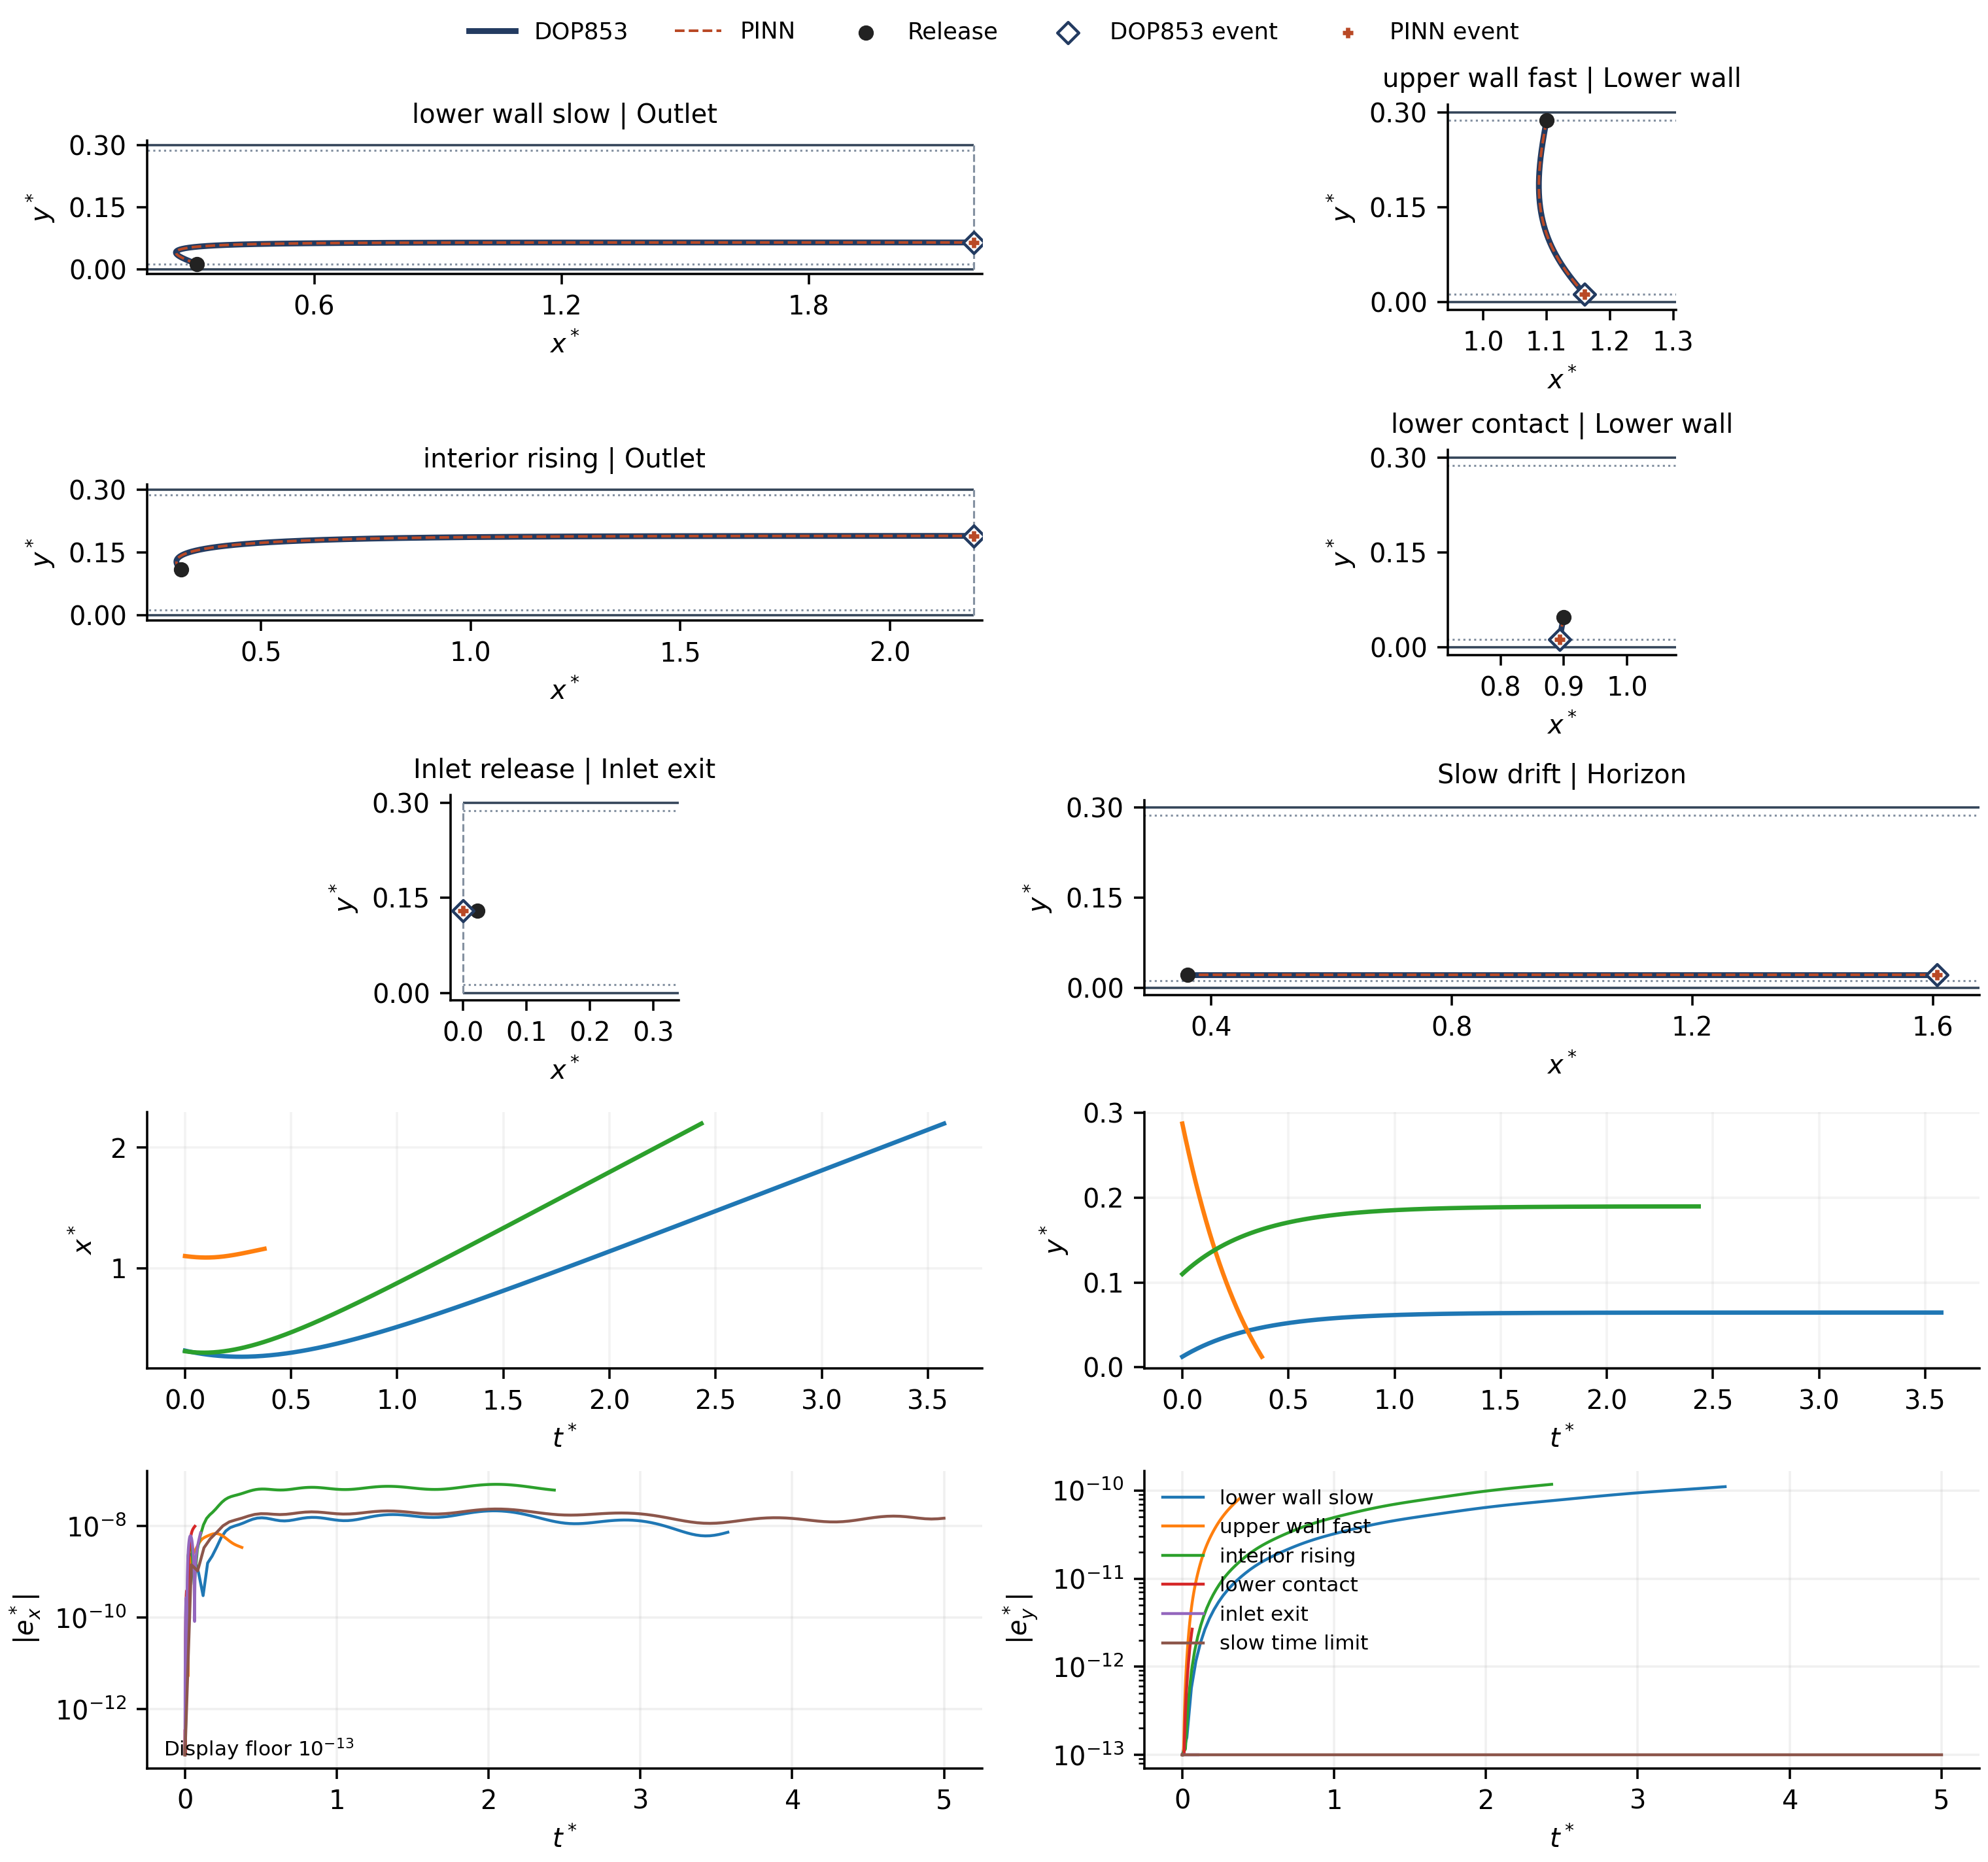 DOP853 PINN Release DOP853 event PINN event
lower wall slow | Outlet
0.30
0.15
0.00
y*
0.6 1.2 1.8
x*
upper wall fast | Lower wall
0.30
0.15
0.00
y*
1.0 1.1 1.2 1.3
x*
interior rising | Outlet
0.30
0.15
0.00
y*
0.5 1.0 1.5 2.0
x*
lower contact | Lower wall
0.30
0.15
0.00
y*
0.8 0.9 1.0
x*
Inlet release | Inlet exit
0.30
0.15
0.00
y*
0.0 0.1 0.2 0.3
x*
Slow drift | Horizon
0.30
0.15
0.00
y*
0.4 0.8 1.2 1.6
x*
2
1
x*
0.0 0.5 1.0 1.5 2.0 2.5 3.0 3.5
t*
0.3
0.2
0.1
0.0
y*
0.0 0.5 1.0 1.5 2.0 2.5 3.0 3.5
t*
10⁻⁸
10⁻¹⁰
10⁻¹²
|eₓ*|
Display floor 10⁻¹³
0 1 2 3 4 5
t*
10⁻¹⁰
10⁻¹¹
10⁻¹²
10⁻¹³
|e_y*|
lower wall slow
upper wall fast
interior rising
lower contact
inlet exit
slow time limit
0 1 2 3 4 5
t*